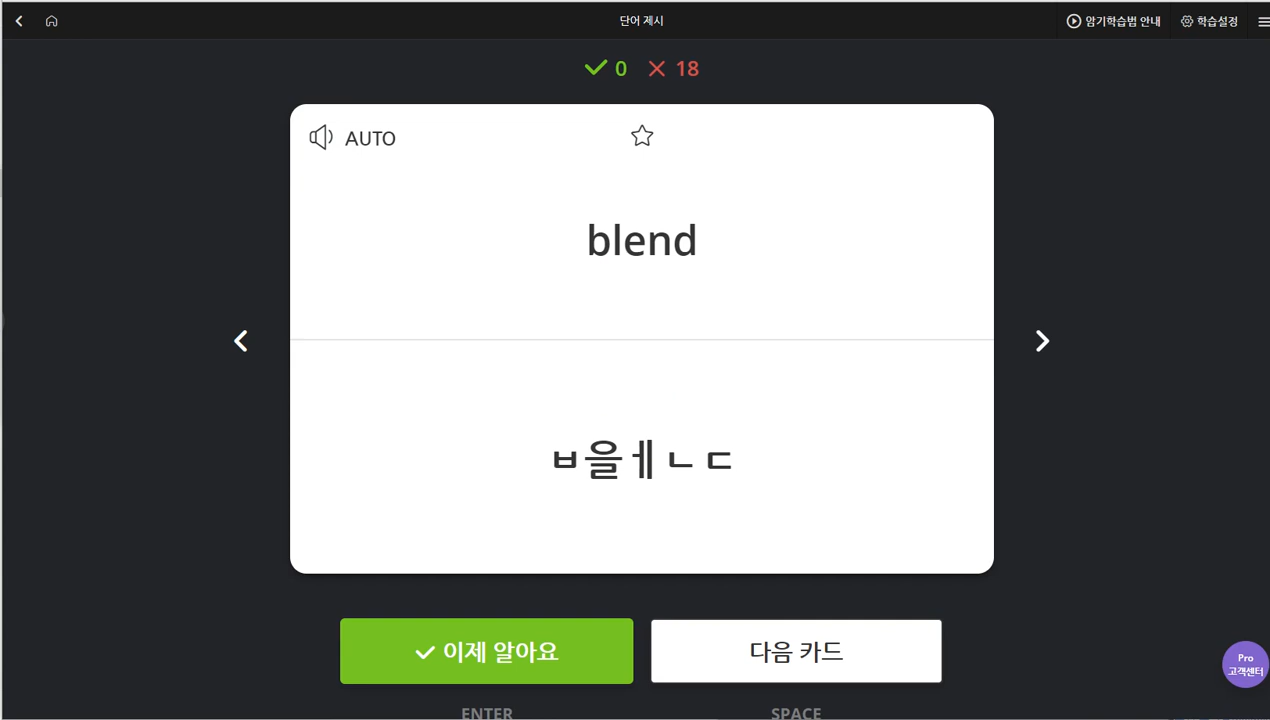 단어 제시
암기학습법 안내
학습설정
0
18
AUTO
blend
ㅂ을ㅔㄴㄷ
이제 알아요
다음 카드
Pro
고객센터
ENTER
SPACE